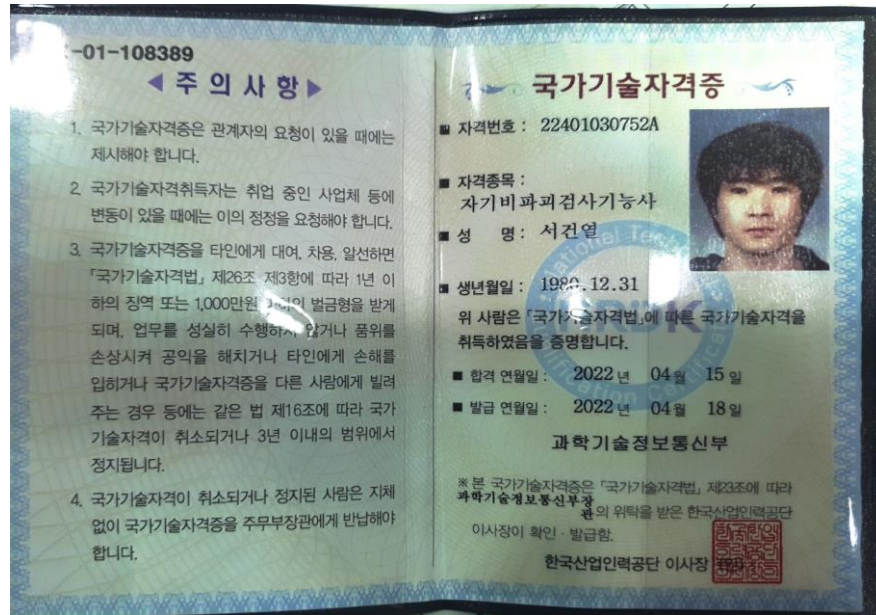 -01-108389
◀ 주 의 사 항 ▶
1. 국가기술자격증은 관계자의 요청이 있을 때에는
제시해야 합니다.
2. 국가기술자격취득자는 취업 중인 사업체 등에
변동이 있을 때에는 이의 정정을 요청해야 합니다.
3. 국가기술자격증을 타인에게 대여, 차용, 알선하면
「국가기술자격법」 제26조 제3항에 따라 1년 이
하의 징역 또는 1,000만원 이하의 벌금형을 받게
되며, 업무를 성실히 수행하지 않거나 품위를
손상시켜 공익을 해치거나 타인에게 손해를
입히거나 국가기술자격증을 다른 사람에게 빌려
주는 경우 등에는 같은 법 제16조에 따라 국가
기술자격이 취소되거나 3년 이내의 범위에서
정지됩니다.
4. 국가기술자격이 취소되거나 정지된 사람은 지체
없이 국가기술자격증을 주무부장관에게 반납해야
합니다.
국가기술자격증
■ 자격번호 : 22401030752A
■ 자격종목 :
자기비파괴검사기능사
■ 성 명 : 서건열
■ 생년월일 : 1989.12.31
위 사람은 「국가기술자격법」에 따른 국가기술자격을
취득하였음을 증명합니다.
■ 합격 연월일 : 2022 년 04 월 15 일
■ 발급 연월일 : 2022 년 04 월 18 일
과학기술정보통신부
※ 본 국가기술자격증은 「국가기술자격법」 제23조에 따라
과학기술정보통신부장
관의 위탁을 받은 한국산업인력공단
이사장이 확인 · 발급함.
한국산업인력공단 이사장